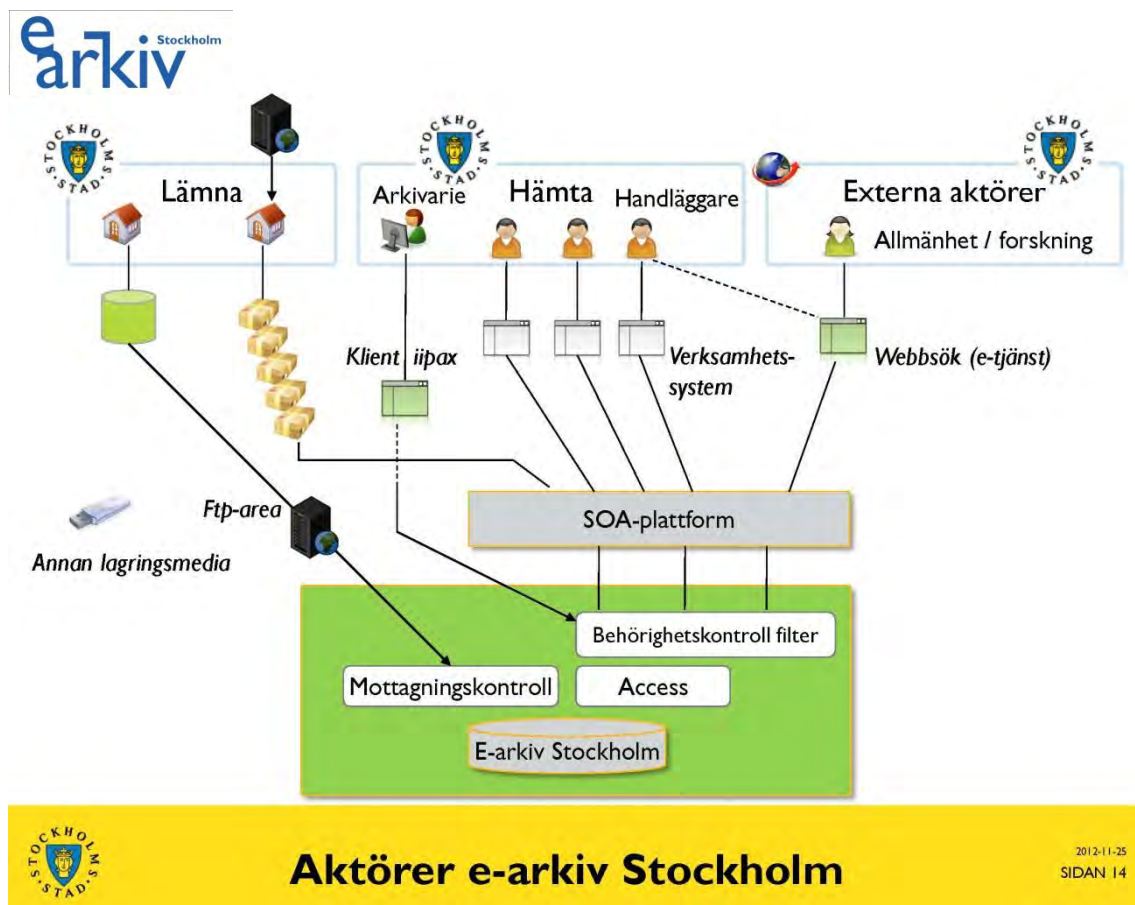 e-arkiv Stockholm
STOCKHOLMS STAD
STOCKHOLMS STAD
STOCKHOLMS STAD
Lämna
Arkivarie
Hämta
Handläggare
Externa aktörer
Allmänhet / forskning
Klient iipax
Verksamhets-
system
Webbsök (e-tjänst)
Ftp-area
SOA-plattform
Annan lagringsmedia
Behörighetskontroll filter
Mottagningskontroll
Access
E-arkiv Stockholm
STOCKHOLMS STAD
Aktörer e-arkiv Stockholm
2012-11-25
SIDAN 14